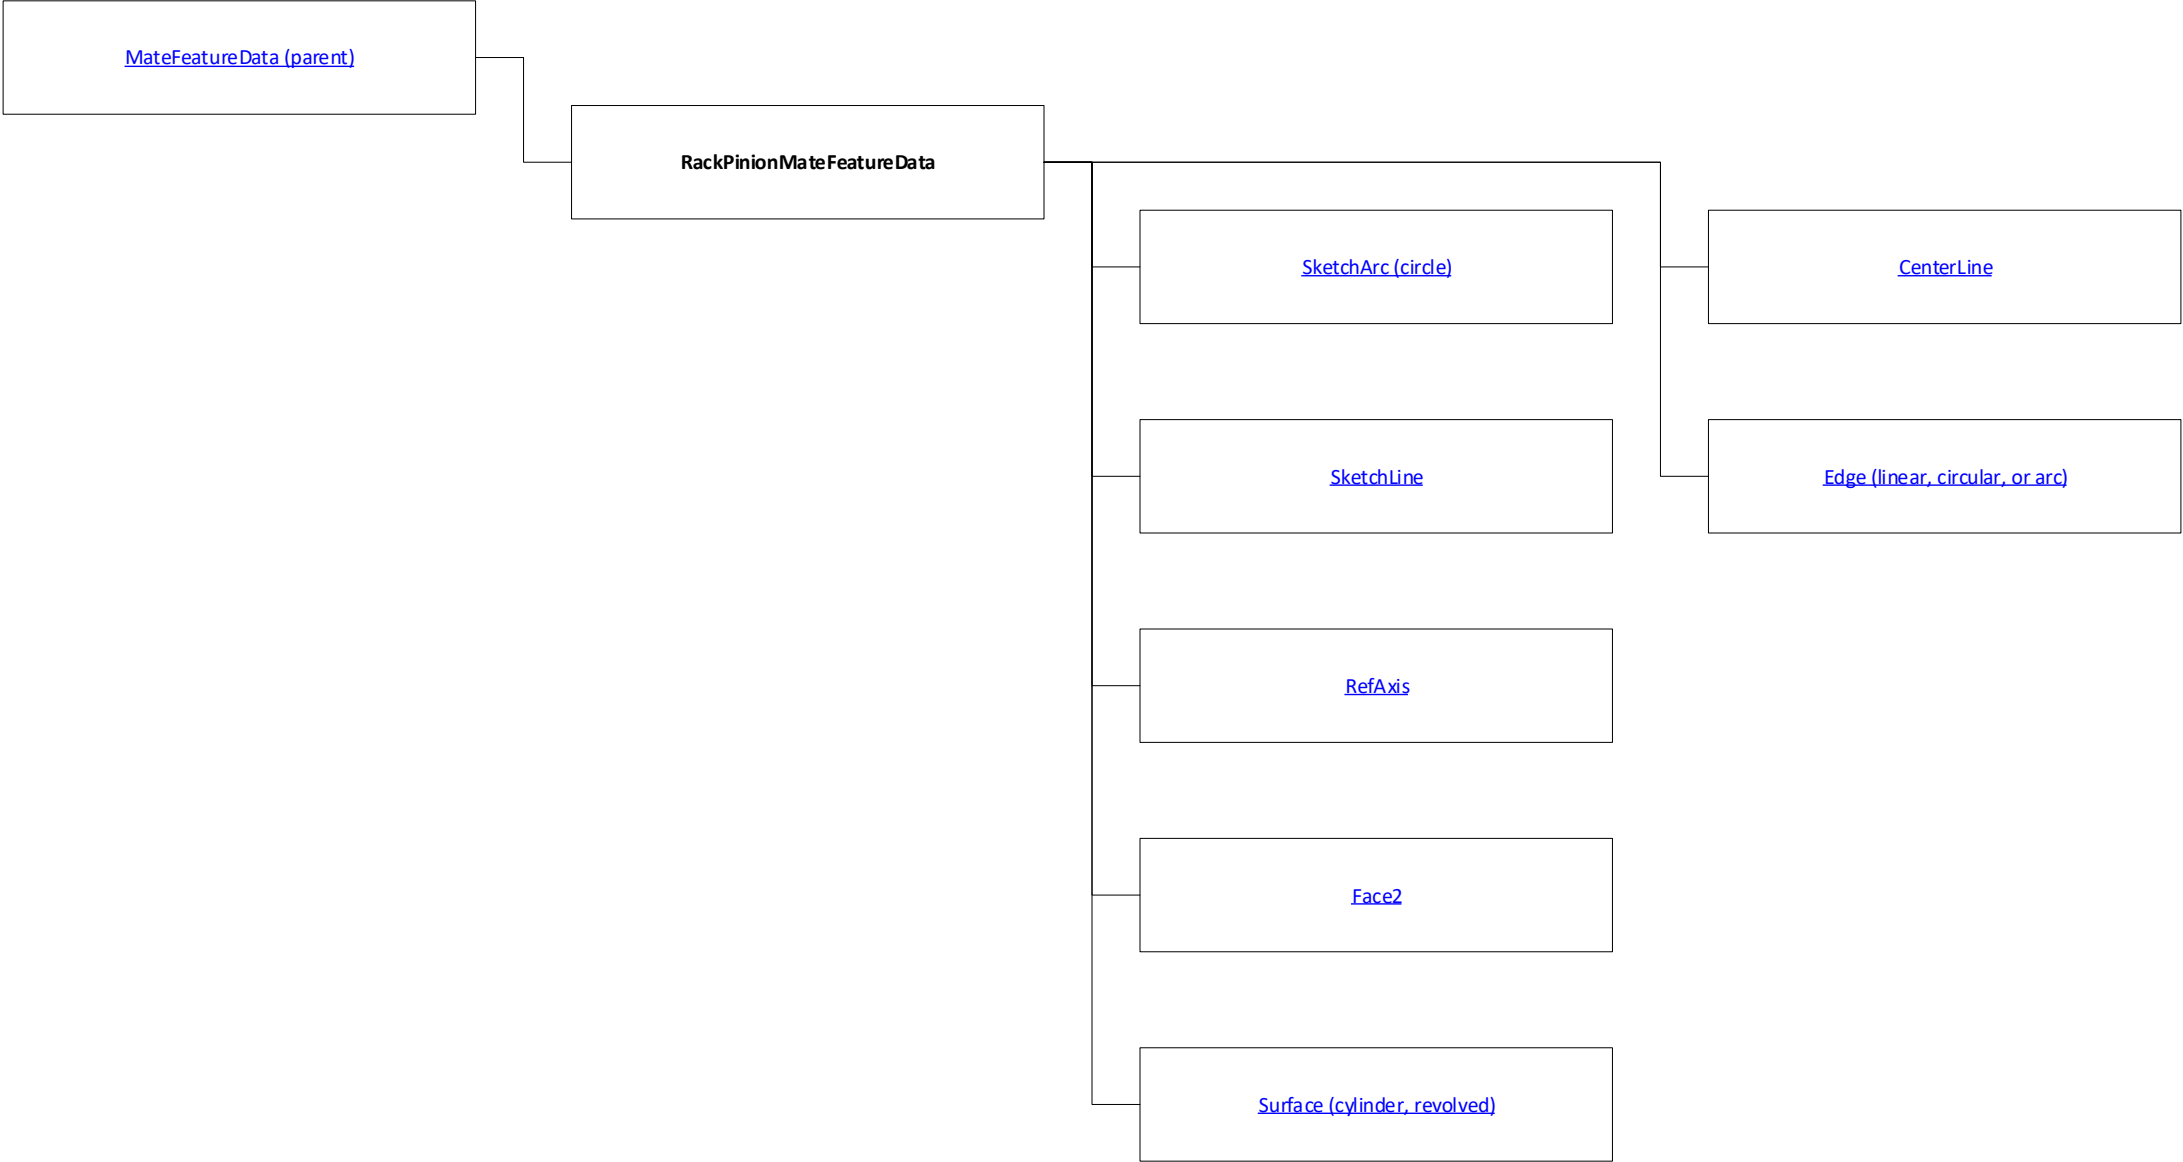 MateFeatureData (parent)
RackPinionMateFeatureData
SketchArc (circle)
CenterLine
SketchLine
Edge (linear, circular, or arc)
RefAxis
Face2
Surface (cylinder, revolved)